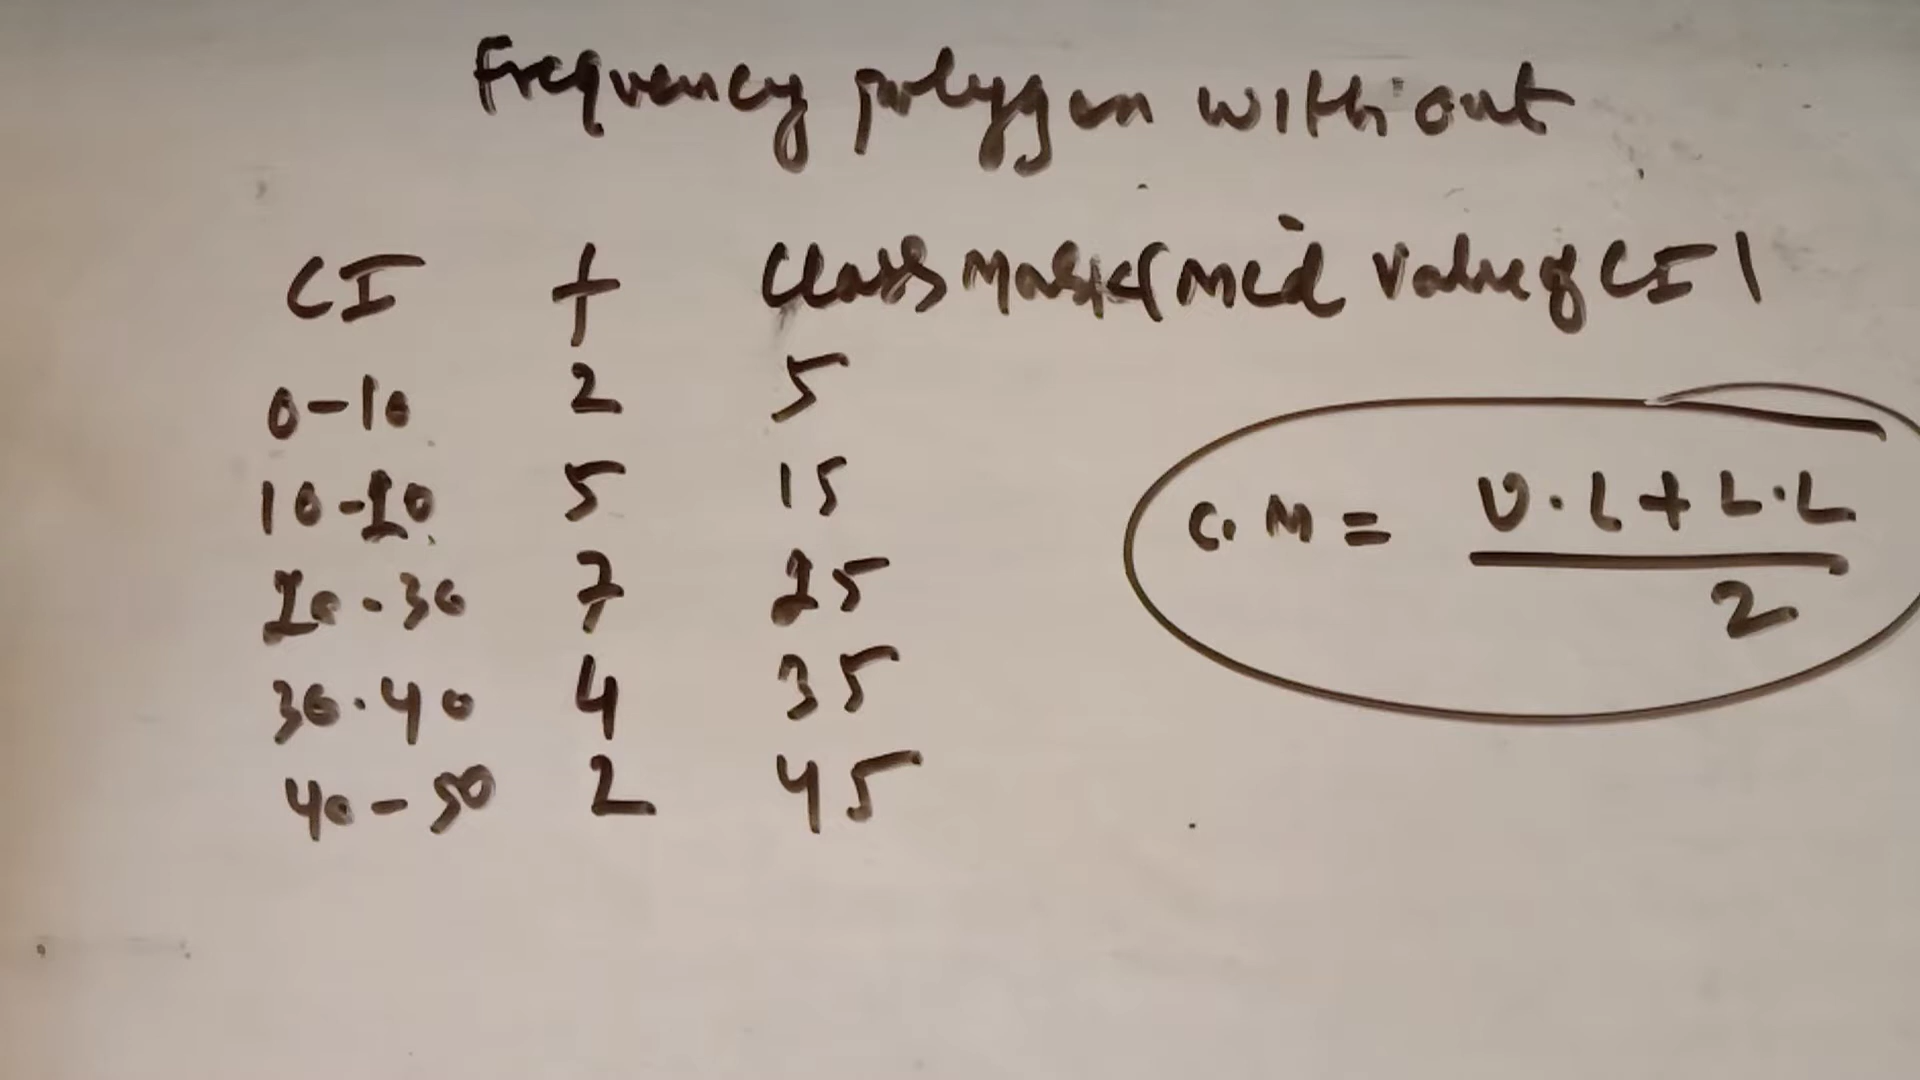 Frequency polygon without
CI f Class Mark (mid value of CI)
0-10 2 5
10-20 5 15
20-30 7 25
30-40 4 35
40-50 2 45
C.M = U.L + L.L
2